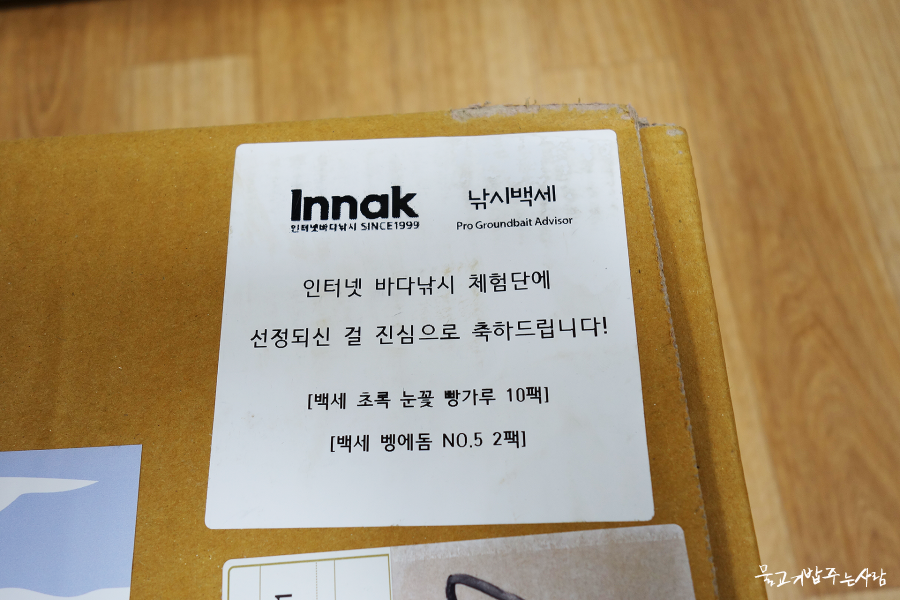 Innak
인터넷바다낚시 SINCE1999
낚시백세
Pro Groundbait Advisor
인터넷 바다낚시 체험단에
선정되신 걸 진심으로 축하드립니다!
[백세 초록 눈꽃 빵가루 10팩]
[백세 벵에돔 NO.5 2팩]
물고기밥주는사람